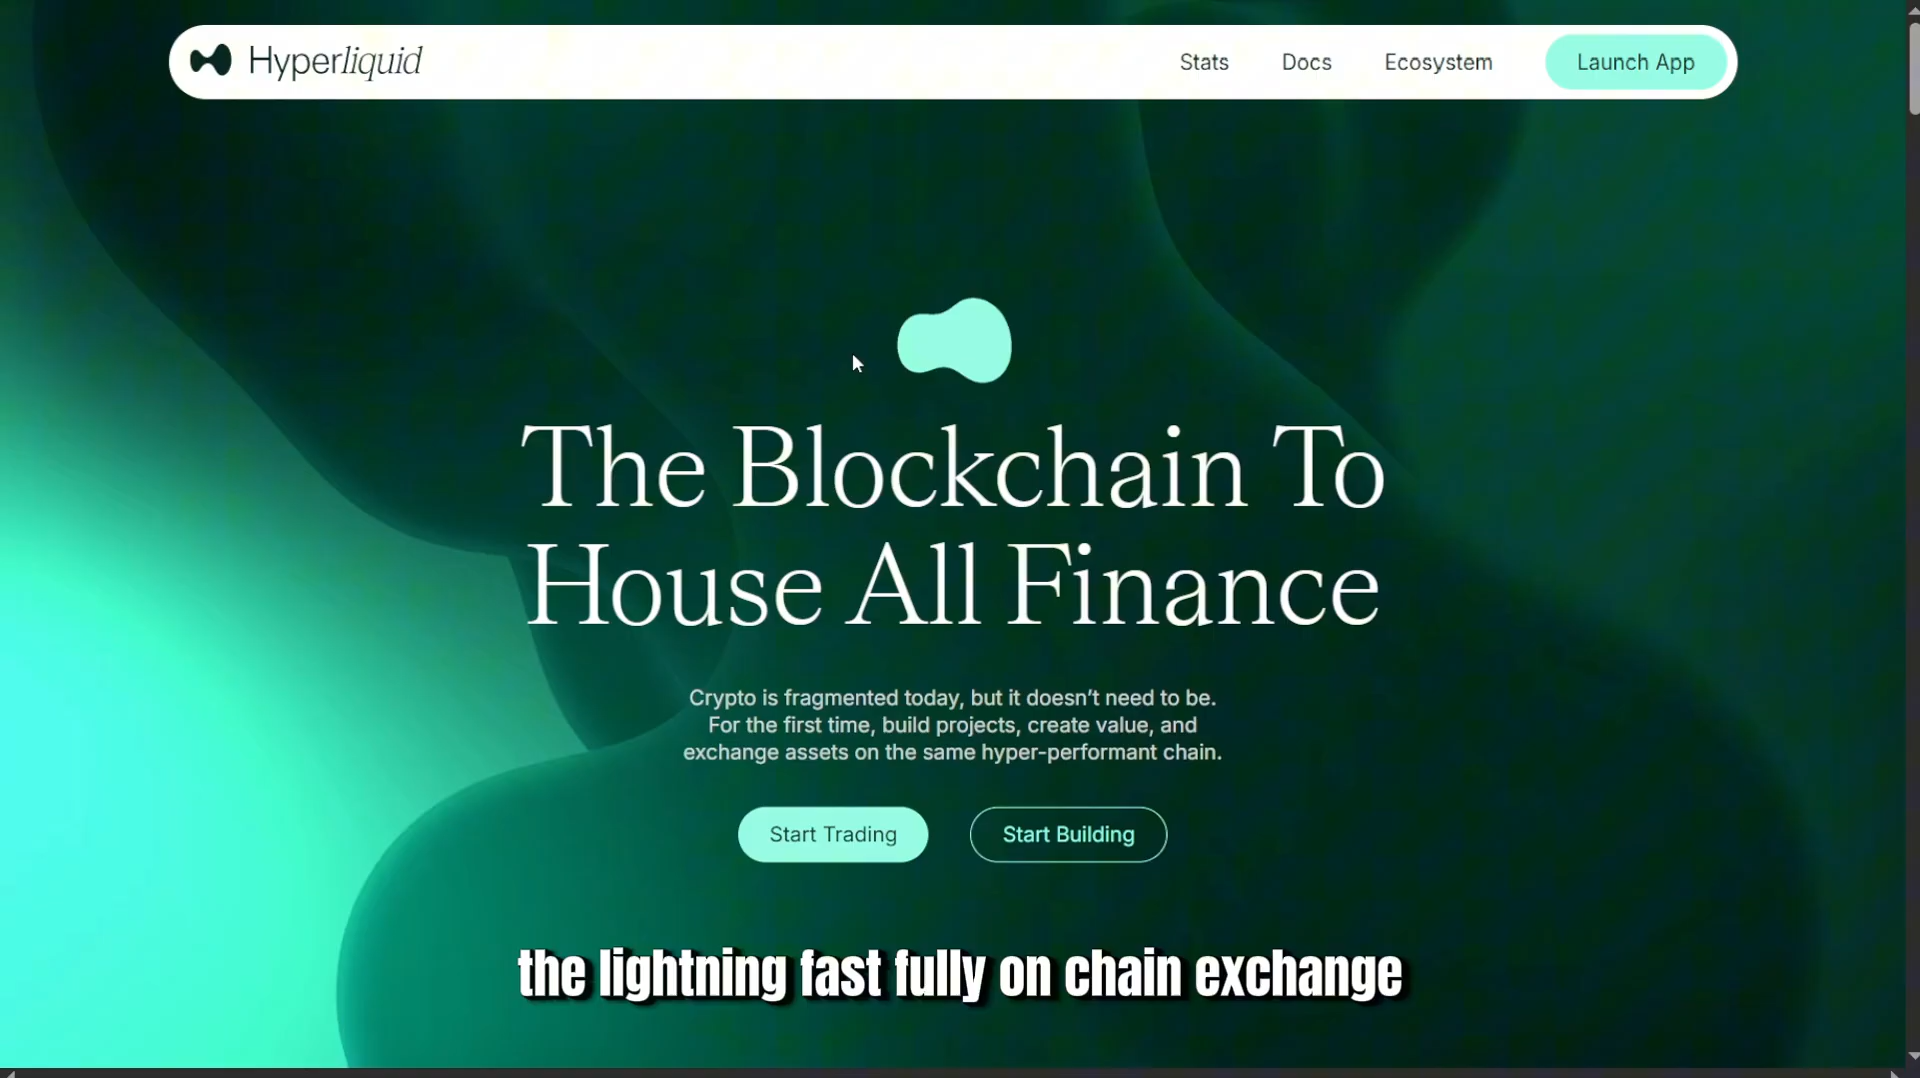 Hyperliquid
Stats
Docs
Ecosystem
Launch App
The Blockchain To
House All Finance
Crypto is fragmented today, but it doesn’t need to be.
For the first time, build projects, create value, and
exchange assets on the same hyper-performant chain.
Start Trading
Start Building
the lightning fast fully on chain exchange